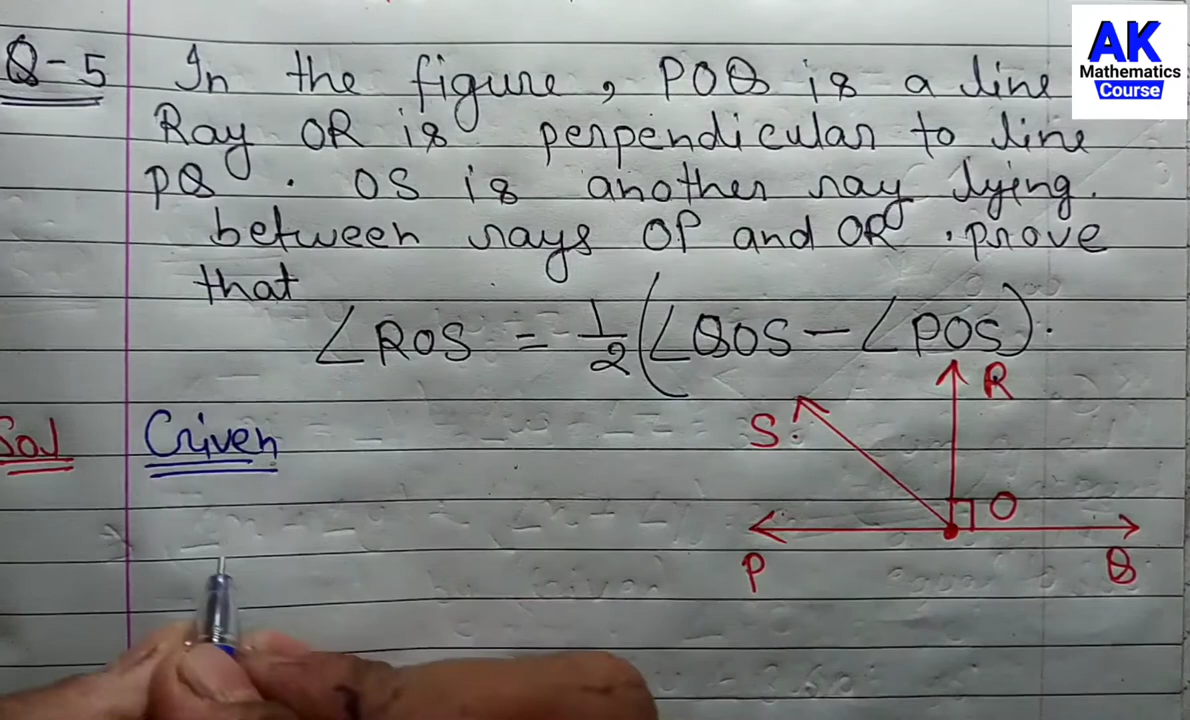 AK
Mathematics
Course
Q-5 In the figure, POQ is a line
Ray OR is perpendicular to line
PQ. OS is another ray lying.
between rays OP and OR. prove
that
∠ROS = 1/2 (∠QOS - ∠POS).
R
S
Sol Given
O
P Q